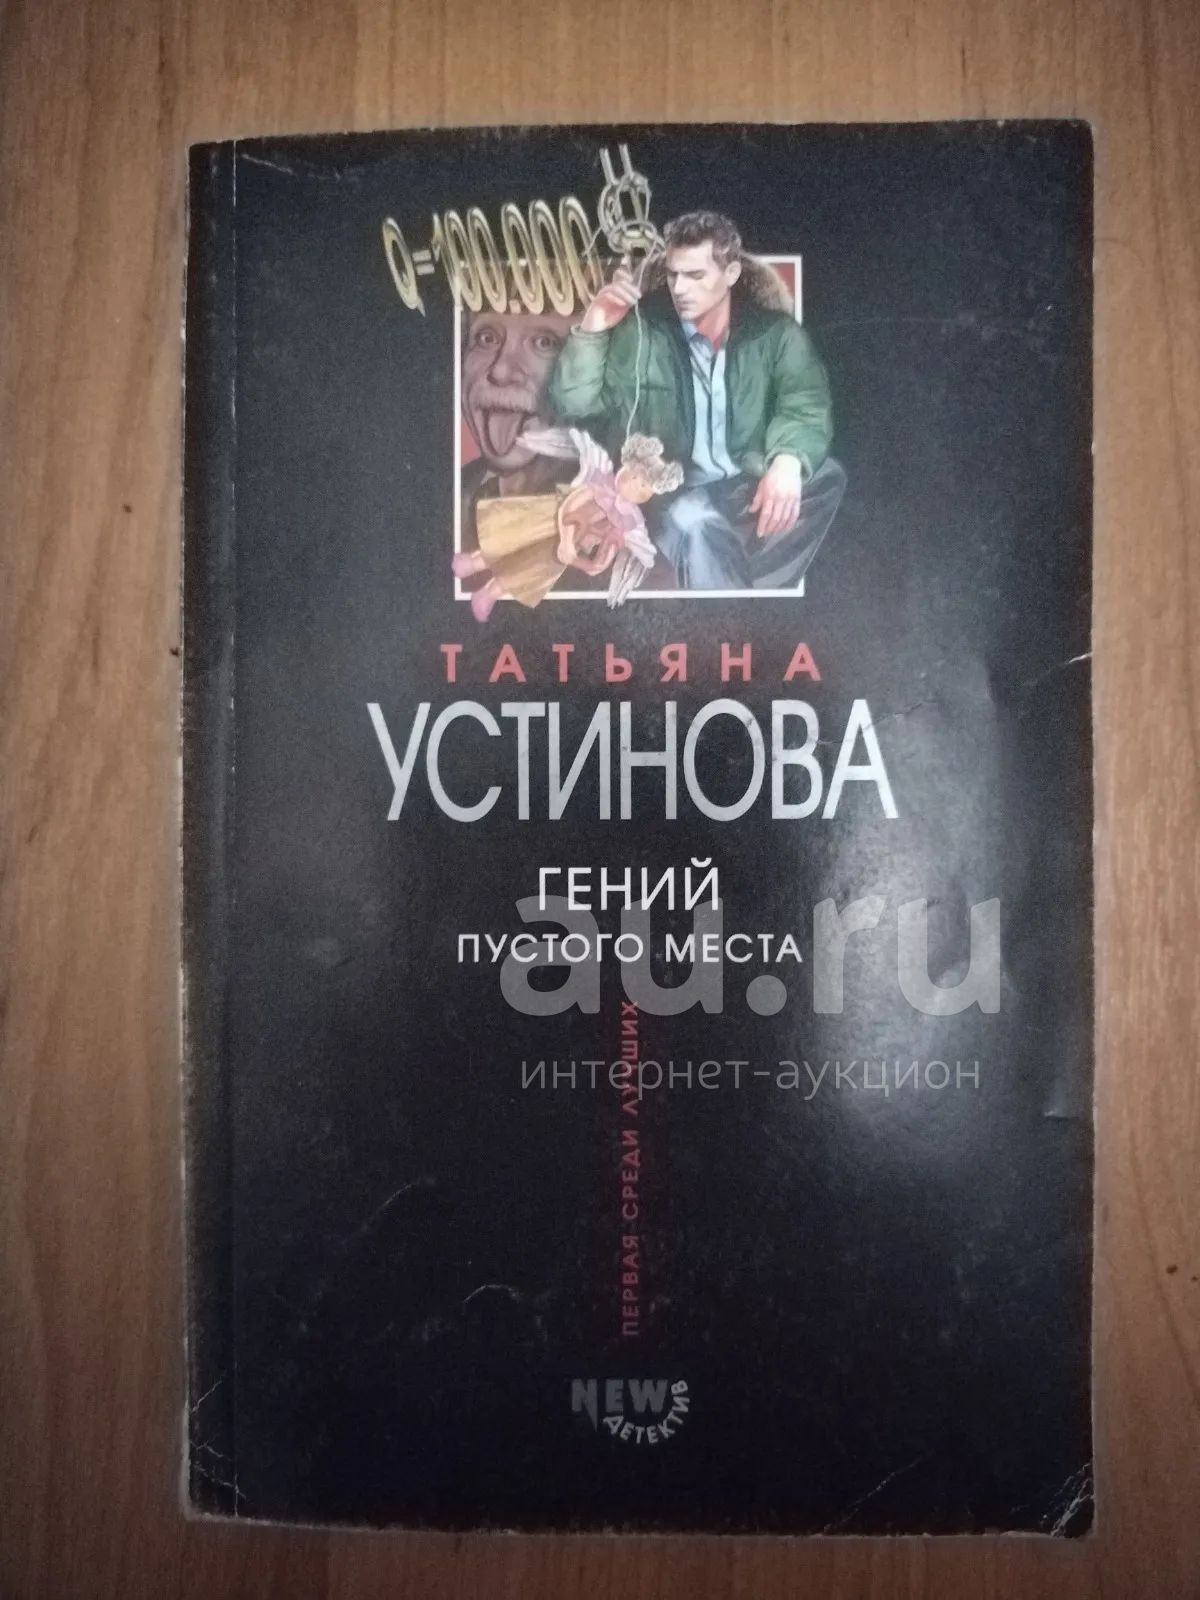 Q=100.000
ТАТЬЯНА
УСТИНОВА
ГЕНИЙ
ПУСТОГО МЕСТА
au.ru
интернет-аукцион
ПЕРВАЯ СРЕДИ ЛУЧШИХ
NEW
ДЕТЕКТИВ